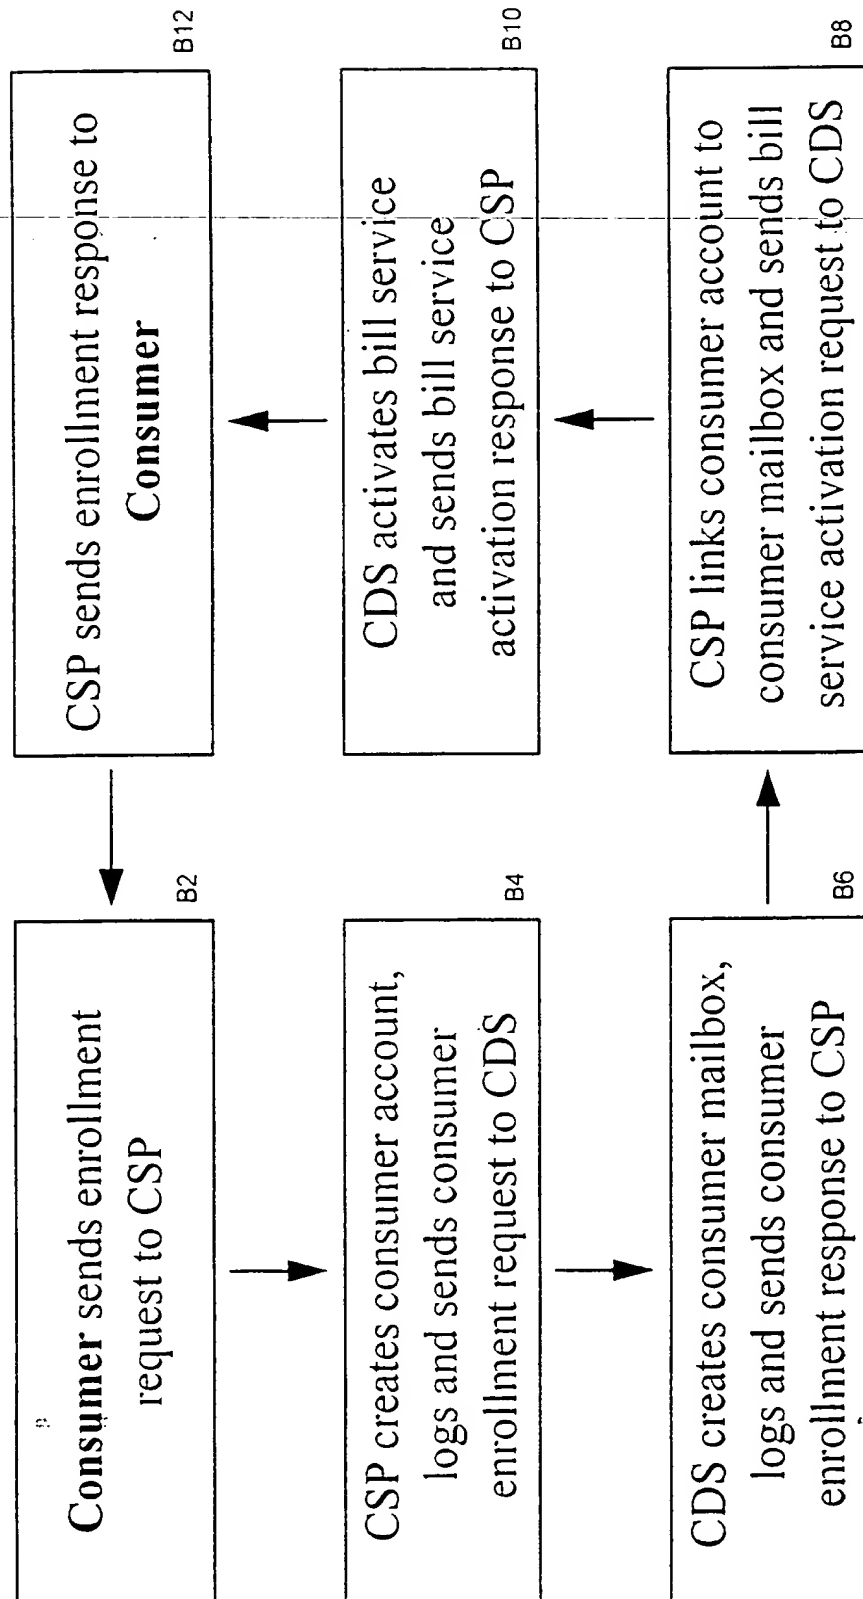 Consumer sends enrollment
request to CSP
B2
CSP creates consumer account,
logs and sends consumer
enrollment request to CDS
B4
CDS creates consumer mailbox,
logs and sends consumer
enrollment response to CSP
B6
CSP links consumer account to
consumer mailbox and sends bill
service activation request to CDS
B8
CDS activates bill service
and sends bill service
activation response to CSP
B10
CSP sends enrollment response to
Consumer
B12